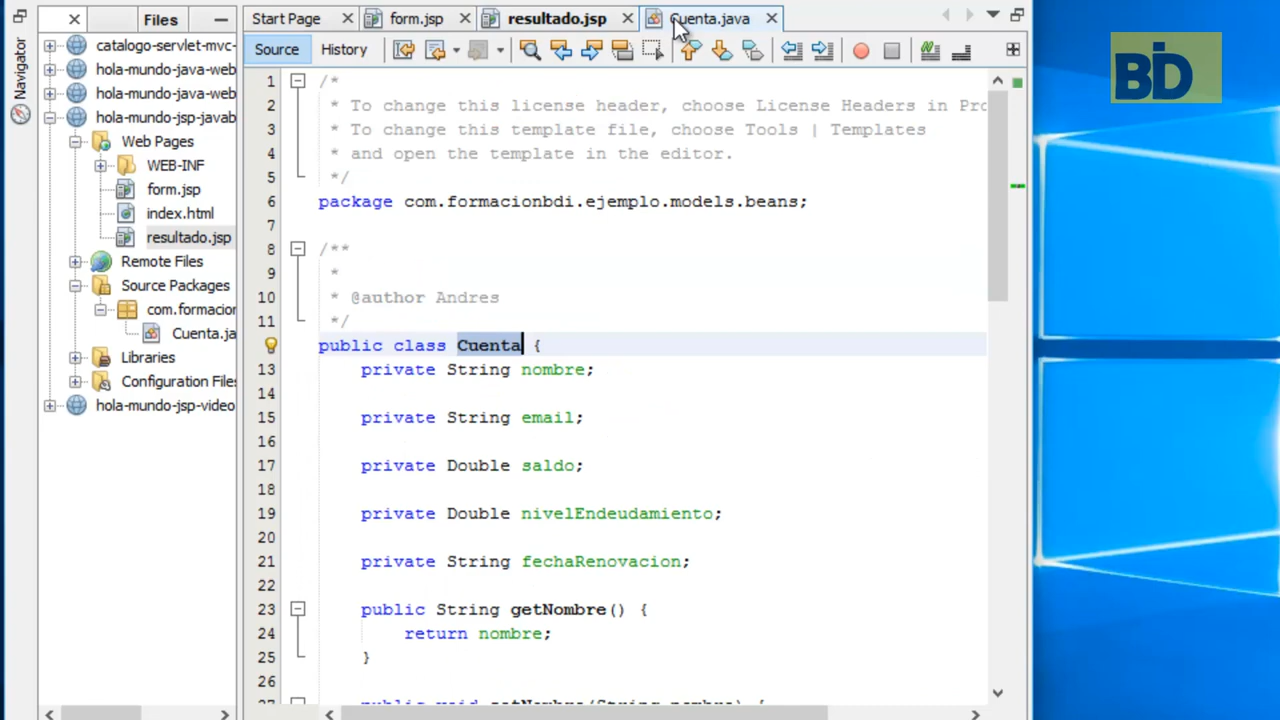 Files
Start Page
form.jsp
resultado.jsp
Cuenta.java
Navigator
Source
History
BD
catalogo-servlet-mvc-
hola-mundo-java-web
hola-mundo-java-web
hola-mundo-jsp-javab
Web Pages
WEB-INF
form.jsp
index.html
resultado.jsp
Remote Files
Source Packages
com.formacion
Cuenta.ja
Libraries
Configuration Files
hola-mundo-jsp-video
1 /*
2 * To change this license header, choose License Headers in Pro
3 * To change this template file, choose Tools | Templates
4 * and open the template in the editor.
5 */
6 package com.formacionbdi.ejemplo.models.beans;
7
8 /**
9 *
10 * @author Andres
11 */
public class Cuenta {
13 private String nombre;
14
15 private String email;
16
17 private Double saldo;
18
19 private Double nivelEndeudamiento;
20
21 private String fechaRenovacion;
22
23 public String getNombre() {
24 return nombre;
25 }
26
27 public void setNombre(String nombre) {